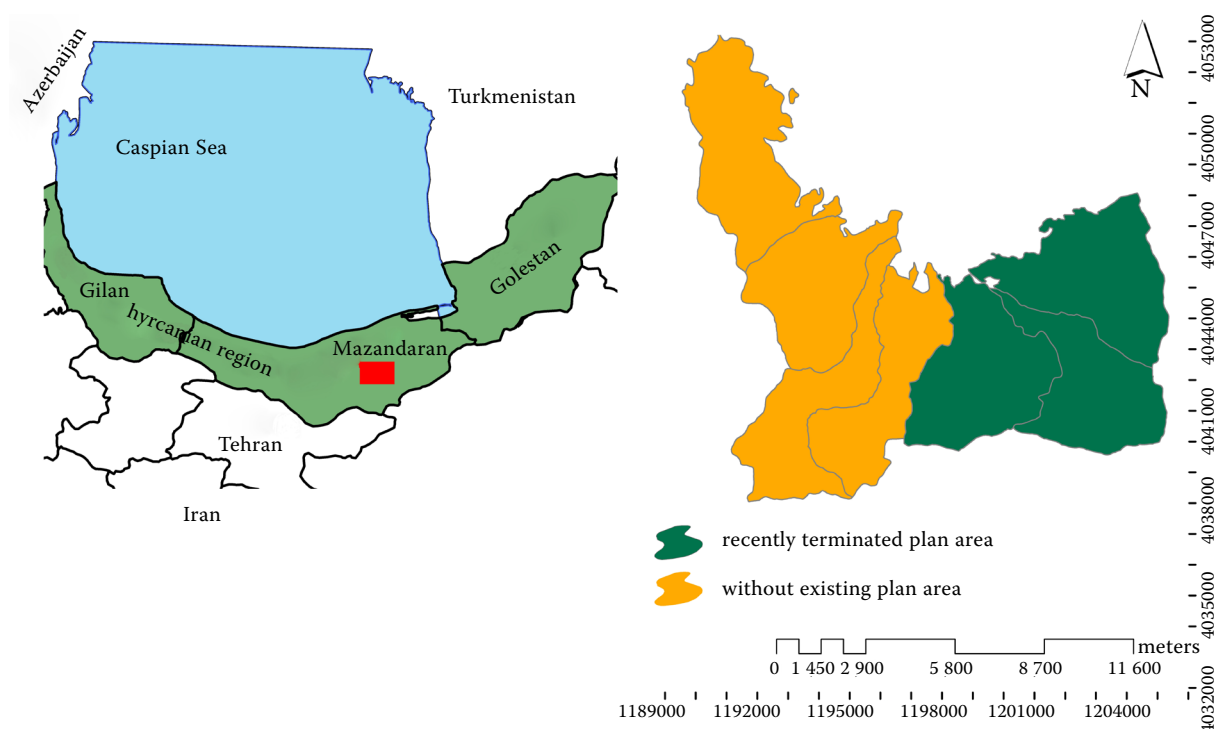 Azerbaijan
Turkmenistan
Caspian Sea
Golestan
Gilan
hyrcanian region
Mazandaran
Tehran
Iran
N
recently terminated plan area
without existing plan area
meters
0 1 450 2 900 5 800 8 700 11 600
1189000 1192000 1195000 1198000 1201000 1204000
4053000
4050000
4047000
4044000
4041000
4038000
4035000
4032000